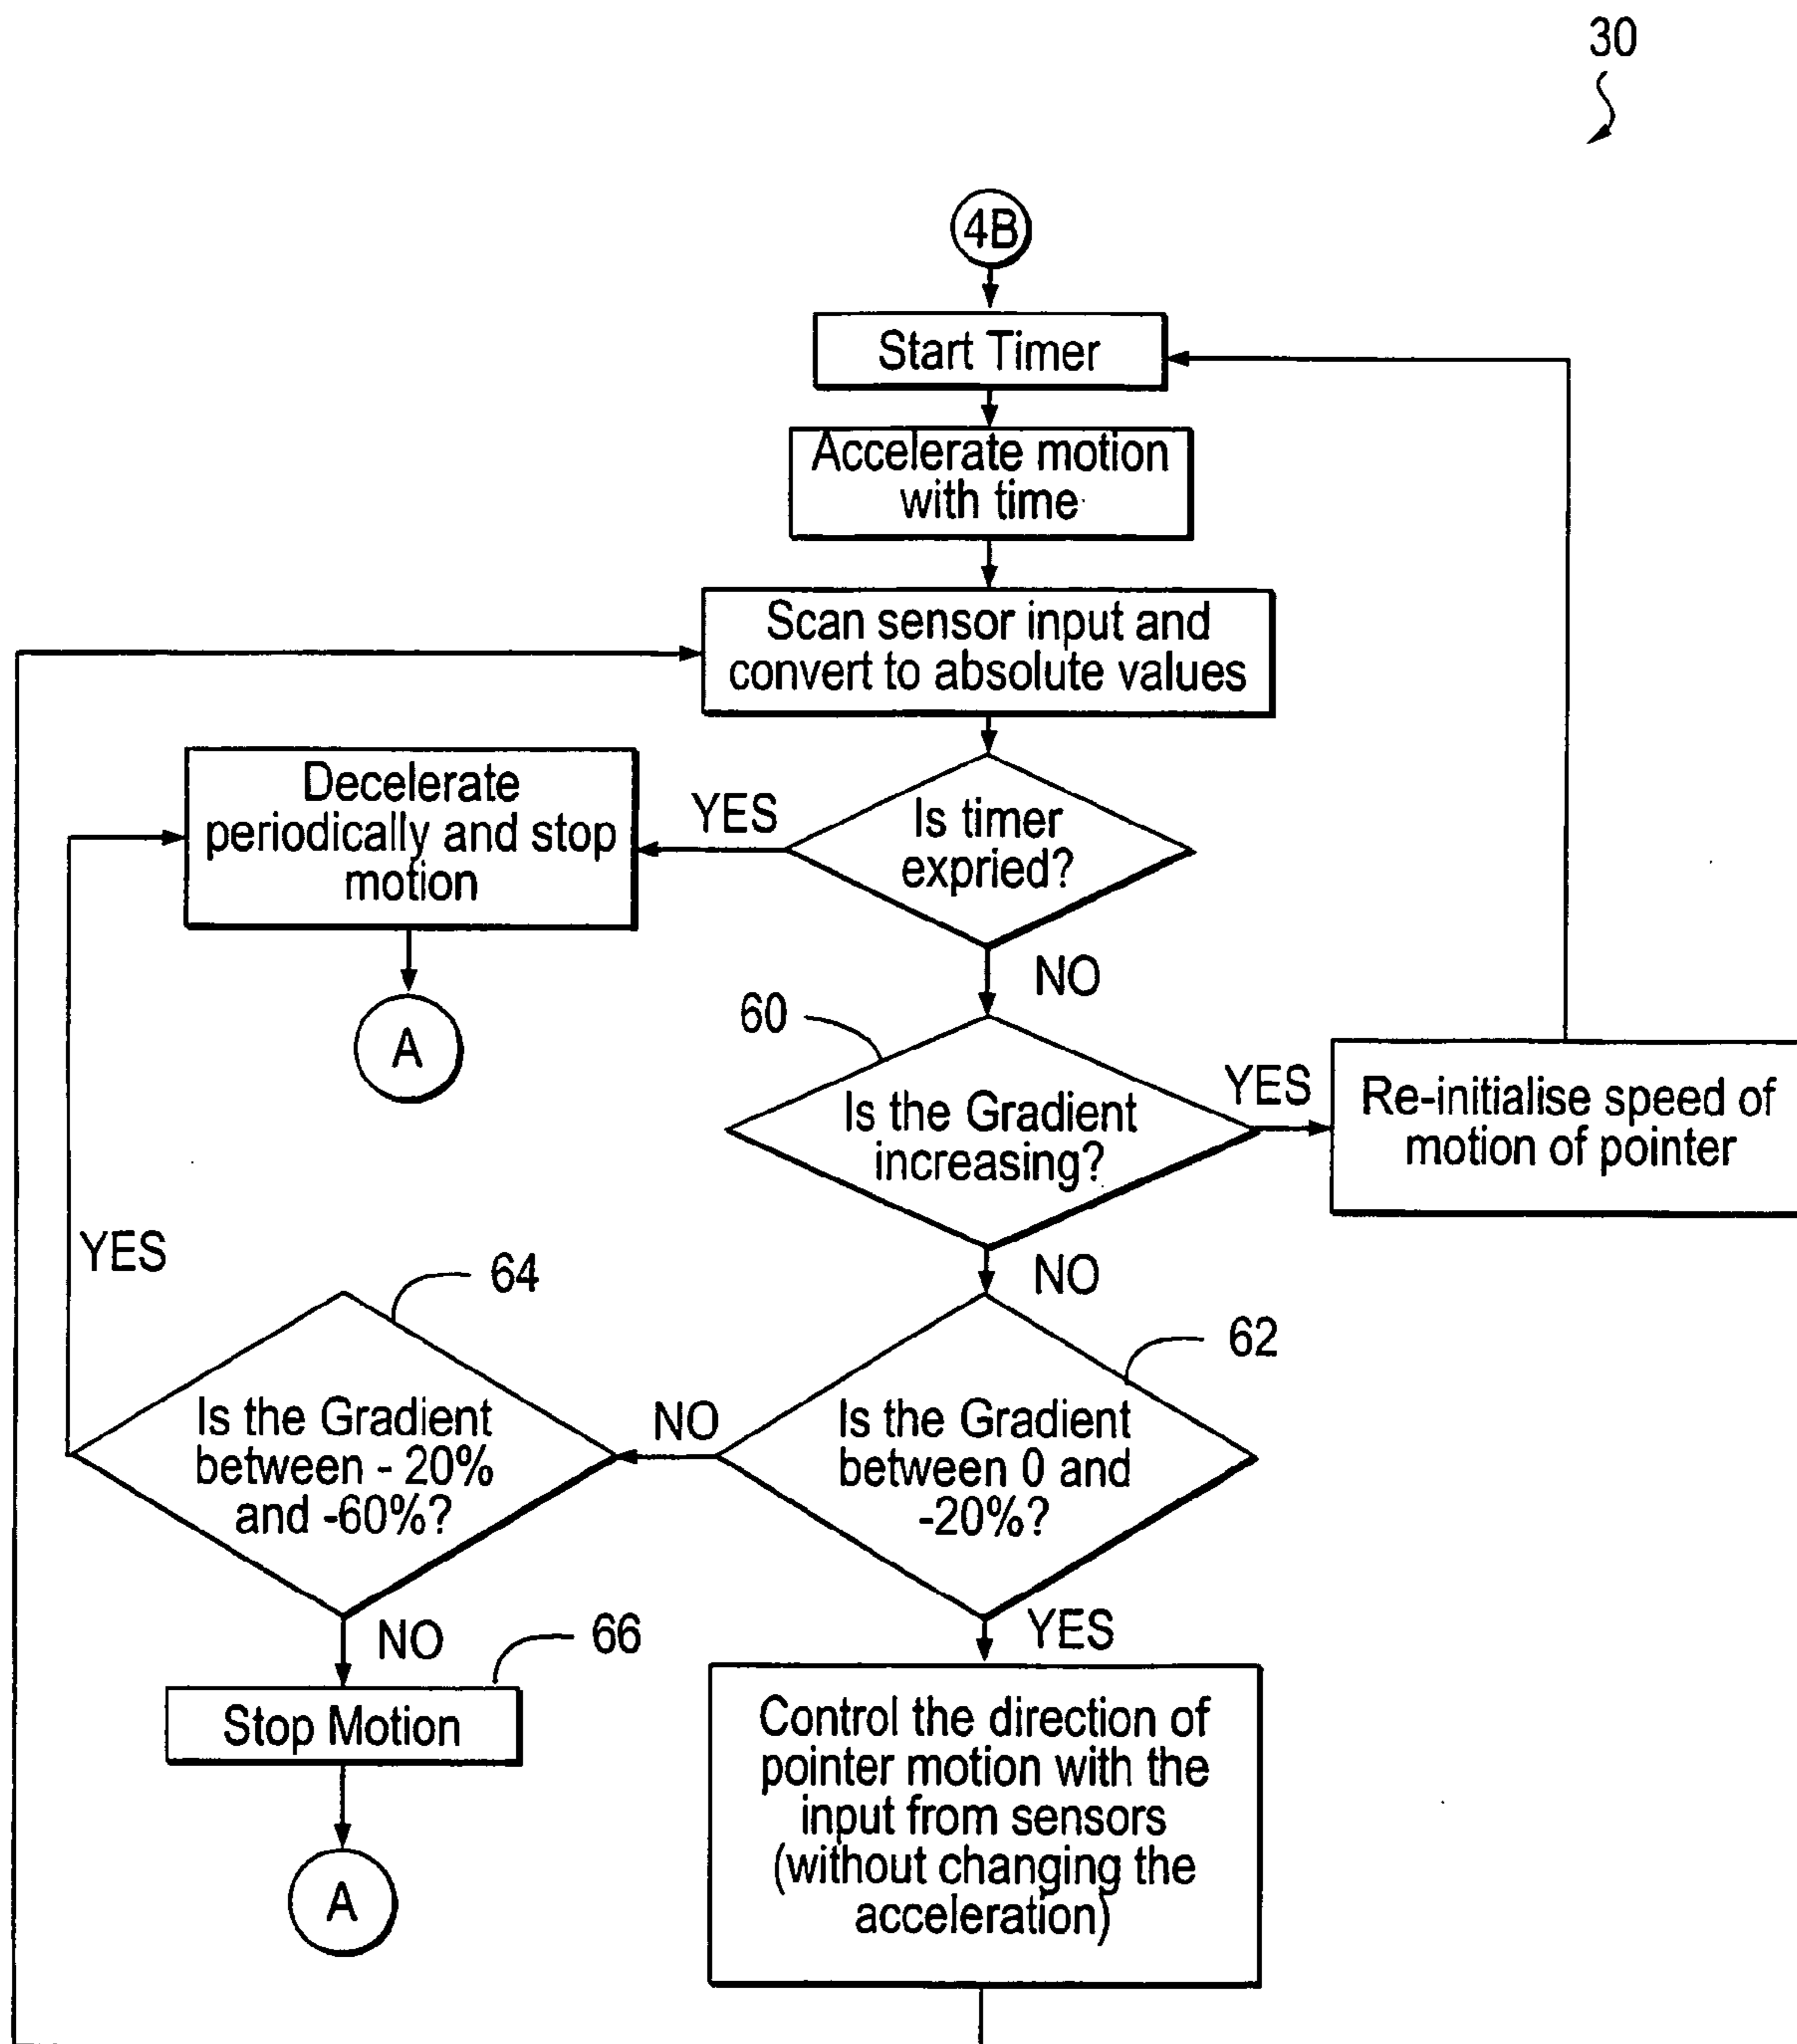 30
4B
Start Timer
Accelerate motion
with time
Scan sensor input and
convert to absolute values
Decelerate
periodically and stop
motion
YES
Is timer
expried?
NO
A
60
Is the Gradient
increasing?
YES
Re-initialise speed of
motion of pointer
NO
YES
64
62
Is the Gradient
between - 20%
and -60%?
NO
Is the Gradient
between 0 and
-20%?
NO
66
YES
Stop Motion
A
Control the direction of
pointer motion with the
input from sensors
(without changing the
acceleration)